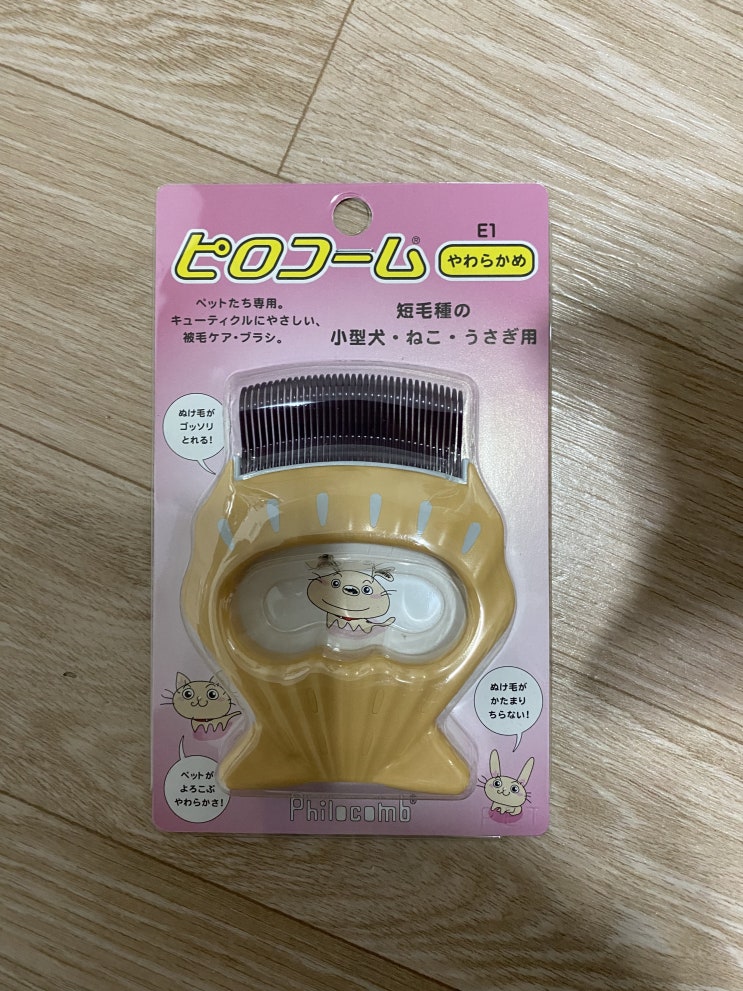 E1
ピロコーム®
やわらかめ
ペットたち専用。
キューティクルにやさしい、
被毛ケア・ブラシ。
短毛種の
小型犬・ねこ・うさぎ用
ぬけ毛が
ゴッソリ
とれる!
ぬけ毛が
かたまり
ちらない!
ペットが
よろこぶ
やわらかさ!
Philocomb®
PET